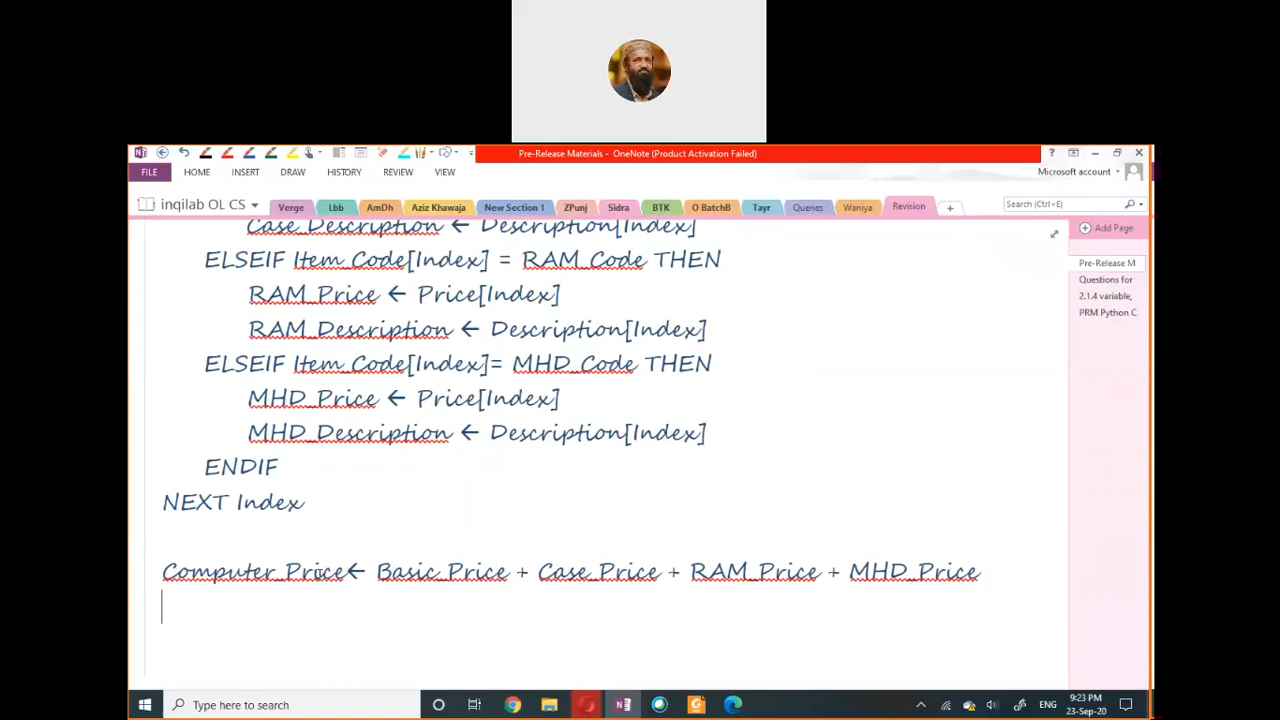 Pre-Release Materials - OneNote (Product Activation Failed)
?
FILE HOME INSERT DRAW HISTORY REVIEW VIEW
Microsoft account
inqilab OL CS
Verge Lbb AmDh Aziz Khawaja New Section 1 ZPunj Sidra BTK O BatchB Tayr Queries Waniya Revision +
Search (Ctrl+E)
Add Page
Pre-Release M
Questions for
2.1.4 variable,
PRM Python C
Case_Description ← Description[Index]
ELSEIF Item_Code[Index] = RAM_Code THEN
RAM_Price ← Price[Index]
RAM_Description ← Description[Index]
ELSEIF Item_Code[Index]= MHD_Code THEN
MHD_Price ← Price[Index]
MHD_Description ← Description[Index]
ENDIF
NEXT Index
Computer_Price← Basic_Price + Case_Price + RAM_Price + MHD_Price
Type here to search
ENG
9:23 PM
23-Sep-20